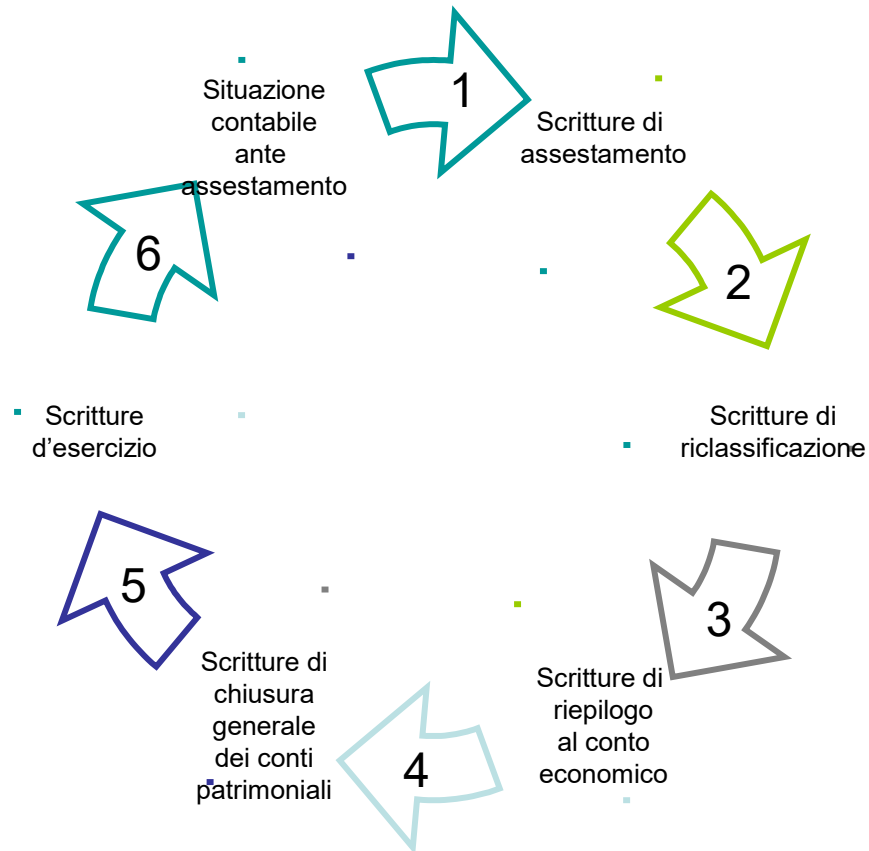 Situazione
contabile
ante
assestamento
1
Scritture di
assestamento
2
Scritture di
riclassificazione
3
Scritture di
riepilogo
al conto
economico
4
Scritture di
chiusura
generale
dei conti
patrimoniali
5
Scritture
d’esercizio
6